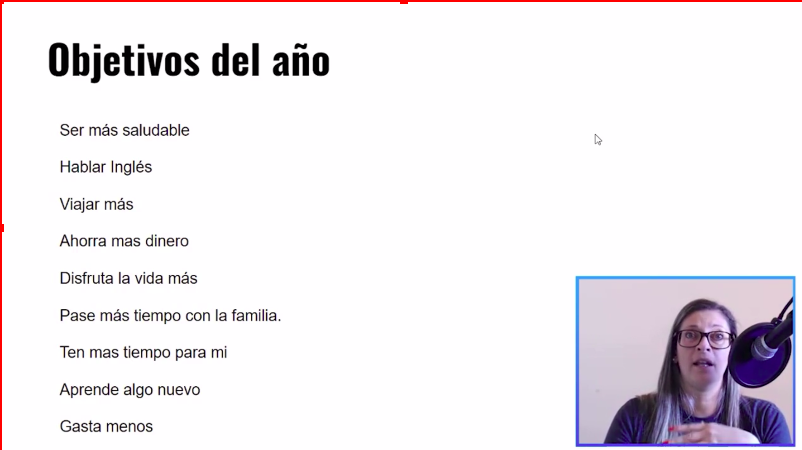 Objetivos del año
Ser más saludable
Hablar Inglés
Viajar más
Ahorra mas dinero
Disfruta la vida más
Pase más tiempo con la familia.
Ten mas tiempo para mi
Aprende algo nuevo
Gasta menos